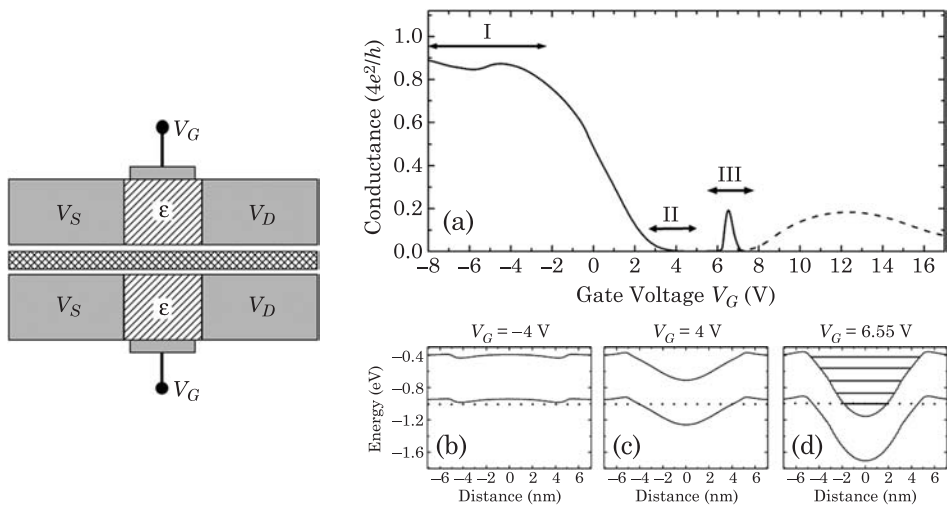 V_G
V_S ε V_D
V_S ε V_D
V_G
Conductance (4e²/h)
1.0
0.8
0.6
0.4
0.2
0.0
I
II
III
(a)
−8 −6 −4 −2 0 2 4 6 8 10 12 14 16
Gate Voltage V_G (V)
V_G = −4 V V_G = 4 V V_G = 6.55 V
Energy (eV)
−0.4
−0.8
−1.2
−1.6
(b) (c) (d)
−6 −4 −2 0 2 4 6 −6 −4 −2 0 2 4 6 −6 −4 −2 0 2 4 6
Distance (nm) Distance (nm) Distance (nm)